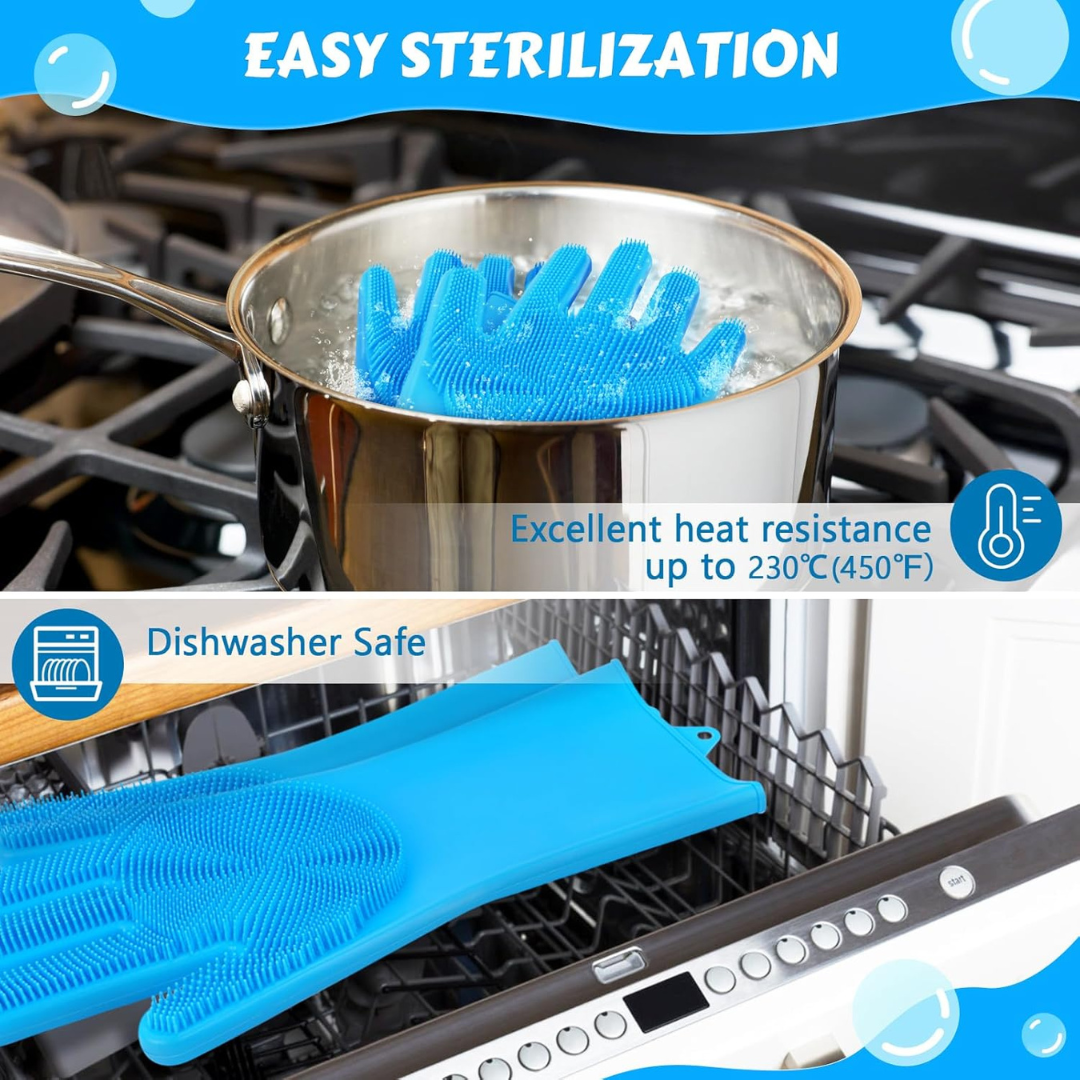 EASY STERILIZATION
Excellent heat resistance
up to 230℃(450℉)
Dishwasher Safe
start